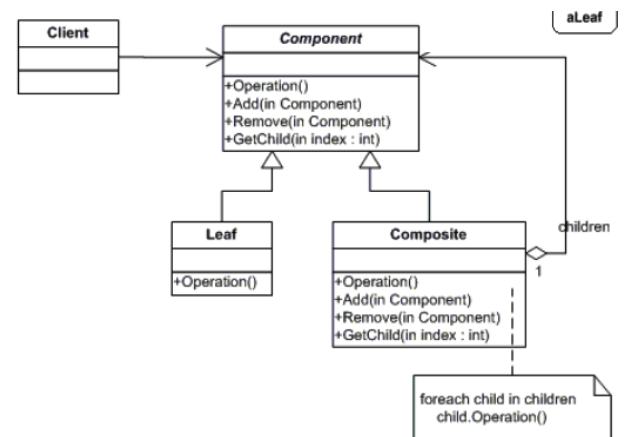 aLeaf
Client
Component
+Operation()
+Add(in Component)
+Remove(in Component)
+GetChild(in index : int)
Leaf
+Operation()
Composite
children
1
+Operation()
+Add(in Component)
+Remove(in Component)
+GetChild(in index : int)
foreach child in children
child.Operation()